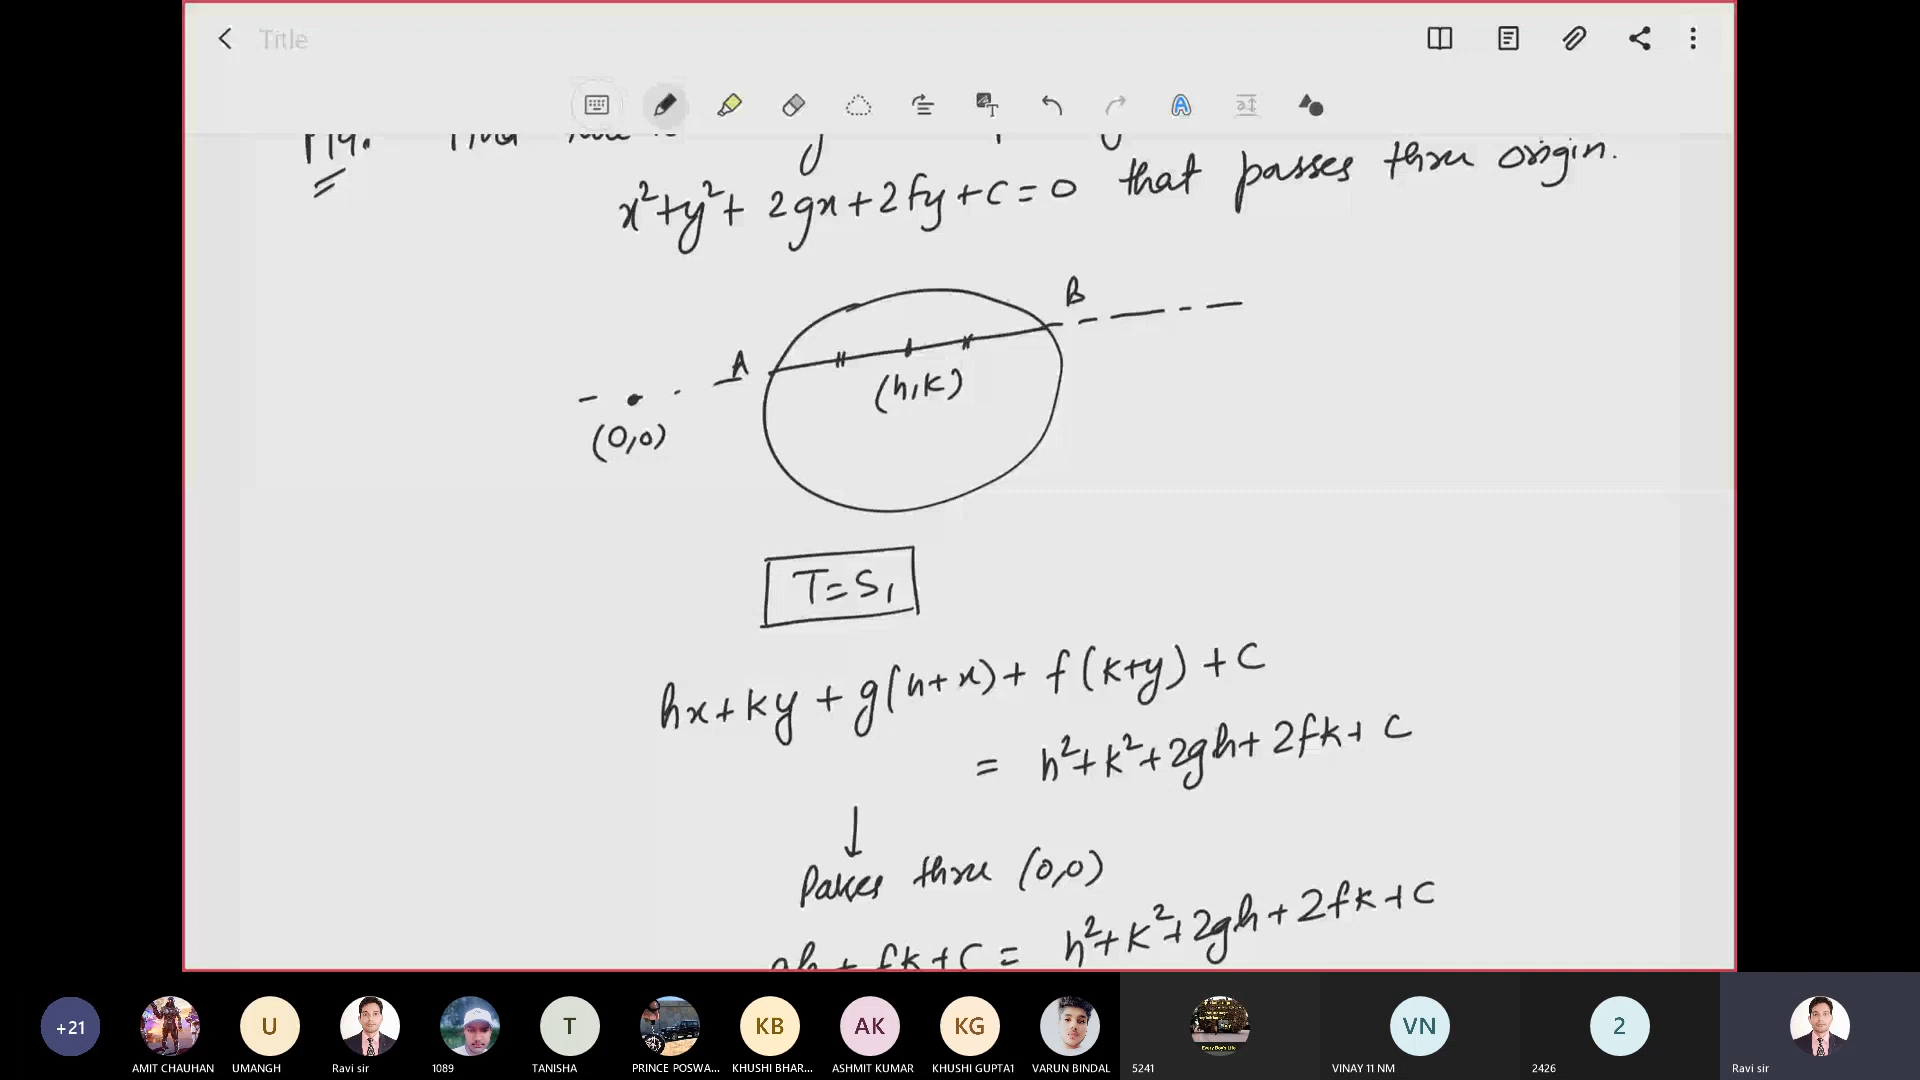 Title
x²+y²+ 2gx+2fy+c=0 that passes thru origin.
B
A
(h,k)
(0,0)
T=S₁
hx+ky+g(h+x)+f(k+y)+C
= h²+k²+2gh+2fk+C
↓
Passes thru (0,0)
gh+fk+C= h²+k²+2gh+2fk+C
+21
U
T
KB
AK
KG
VN
2
AMIT CHAUHAN
UMANGH
Ravi sir
1089
TANISHA
PRINCE POSWA...
KHUSHI BHAR...
ASHMIT KUMAR
KHUSHI GUPTA1
VARUN BINDAL
5241
VINAY 11 NM
2426
Ravi sir